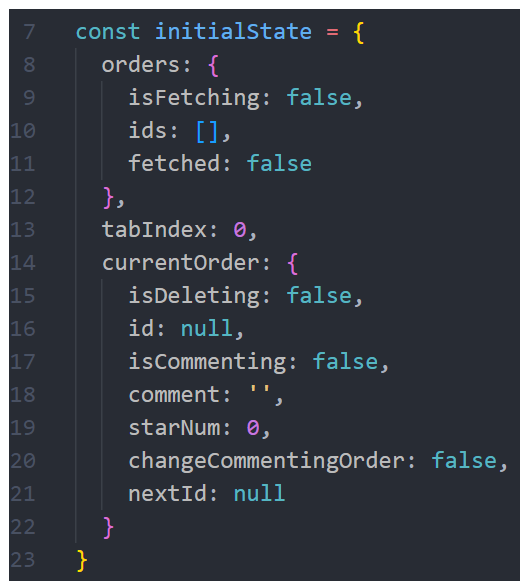 7 const initialState = {
8 orders: {
9 isFetching: false,
10 ids: [],
11 fetched: false
12 },
13 tabIndex: 0,
14 currentOrder: {
15 isDeleting: false,
16 id: null,
17 isCommenting: false,
18 comment: '',
19 starNum: 0,
20 changeCommentingOrder: false,
21 nextId: null
22 }
23 }